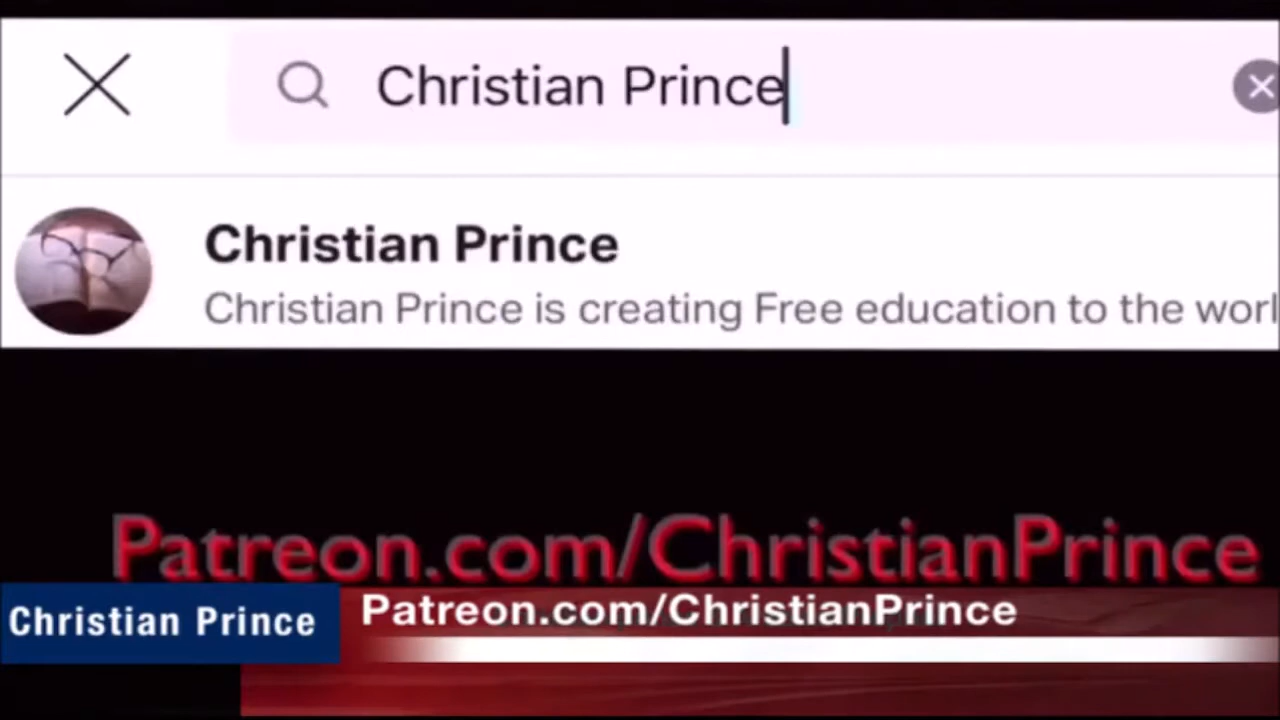 Christian Prince
Christian Prince
Christian Prince is creating Free education to the worl
Patreon.com/ChristianPrince
Christian Prince
Patreon.com/ChristianPrince